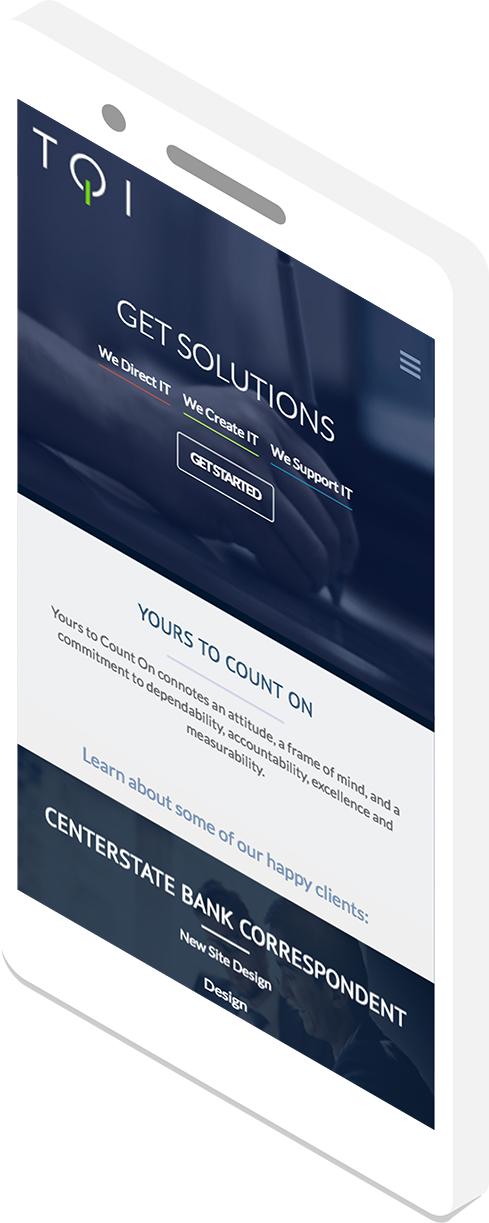 TQI
GET SOLUTIONS
We Direct IT We Create IT We Support IT
GET STARTED
YOURS TO COUNT ON
Yours to Count On connotes an attitude, a frame of mind, and a
commitment to dependability, accountability, excellence and
measurability.
Learn about some of our happy clients:
CENTERSTATE BANK CORRESPONDENT
New Site Design
Design